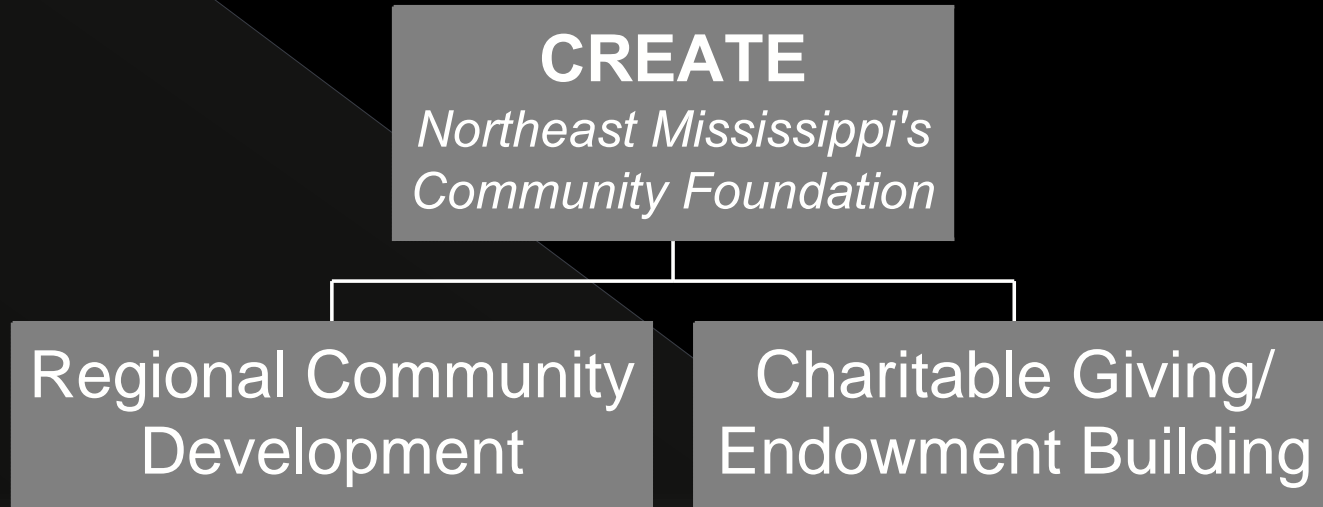 CREATE
Northeast Mississippi's
Community Foundation
Regional Community
Development
Charitable Giving/
Endowment Building